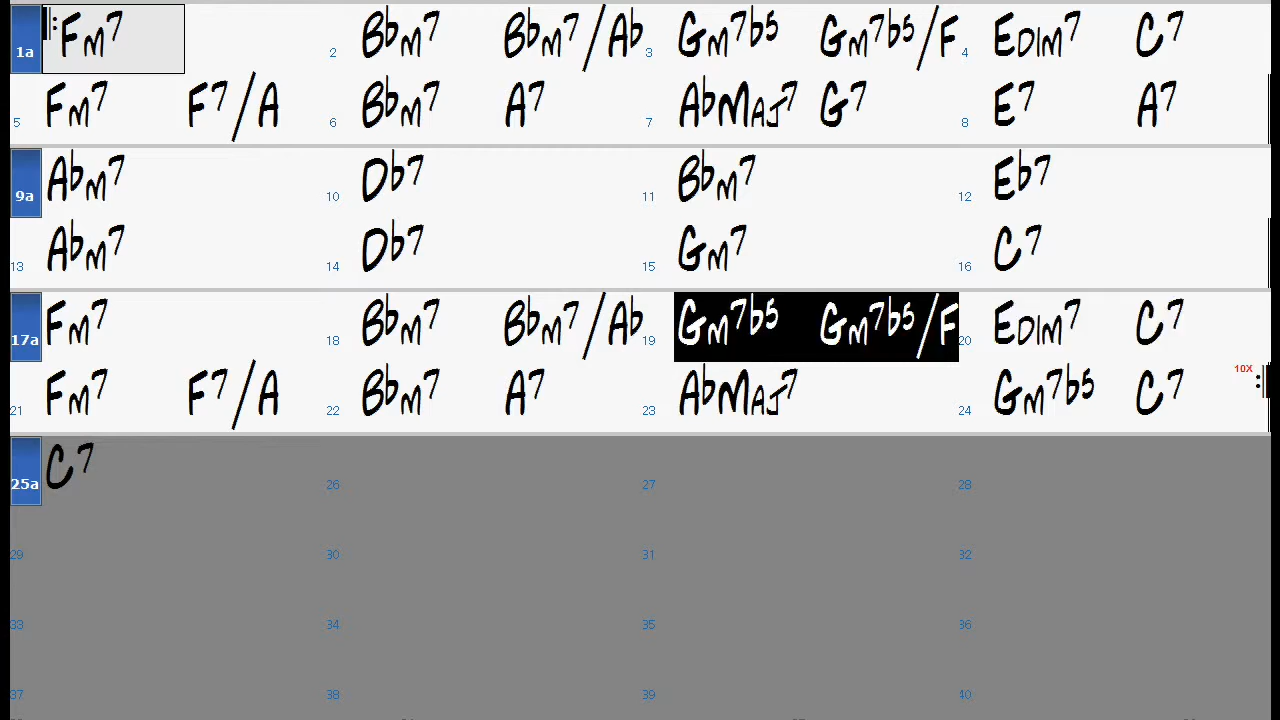 1a Fm7 2 Bbm7 Bbm7/Ab 3 Gm7b5 Gm7b5/F 4 Edim7 C7
5 Fm7 F7/A 6 Bbm7 A7 7 AbMaj7 G7 8 E7 A7
9a Abm7 10 Db7 11 Bbm7 12 Eb7
13 Abm7 14 Db7 15 Gm7 16 C7
17a Fm7 18 Bbm7 Bbm7/Ab 19 Gm7b5 Gm7b5/F 20 Edim7 C7
21 Fm7 F7/A 22 Bbm7 A7 23 AbMaj7 24 Gm7b5 C7 10X
25a C7 26 27 28
29 30 31 32
33 34 35 36
37 38 39 40